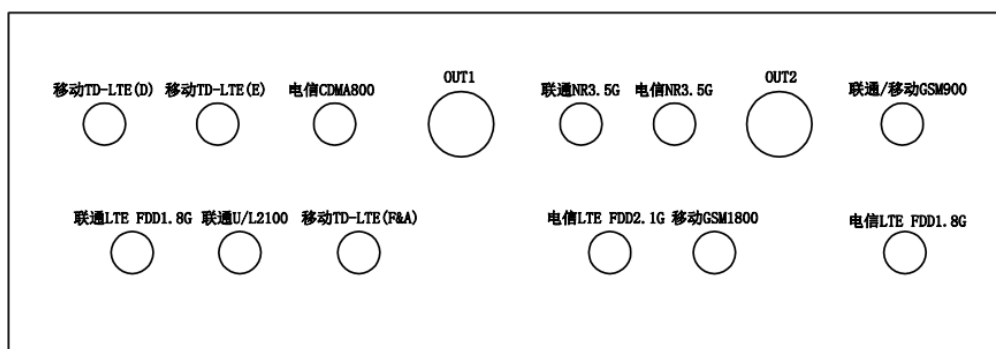 移动TD-LTE(D)
移动TD-LTE(E)
电信CDMA800
OUT1
联通NR3.5G
电信NR3.5G
OUT2
联通/移动GSM900
联通LTE FDD1.8G
联通U/L2100
移动TD-LTE(F&A)
电信LTE FDD2.1G
移动GSM1800
电信LTE FDD1.8G